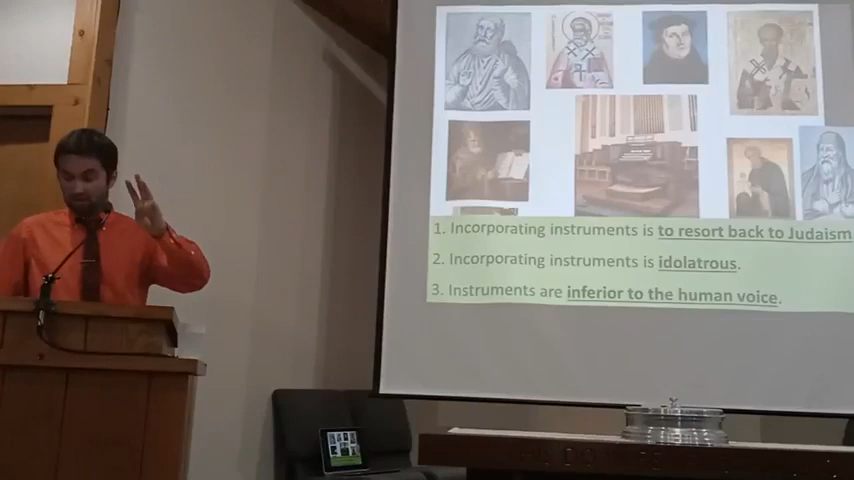 1. Incorporating instruments is to resort back to Judaism
2. Incorporating instruments is idolatrous.
3. Instruments are inferior to the human voice.